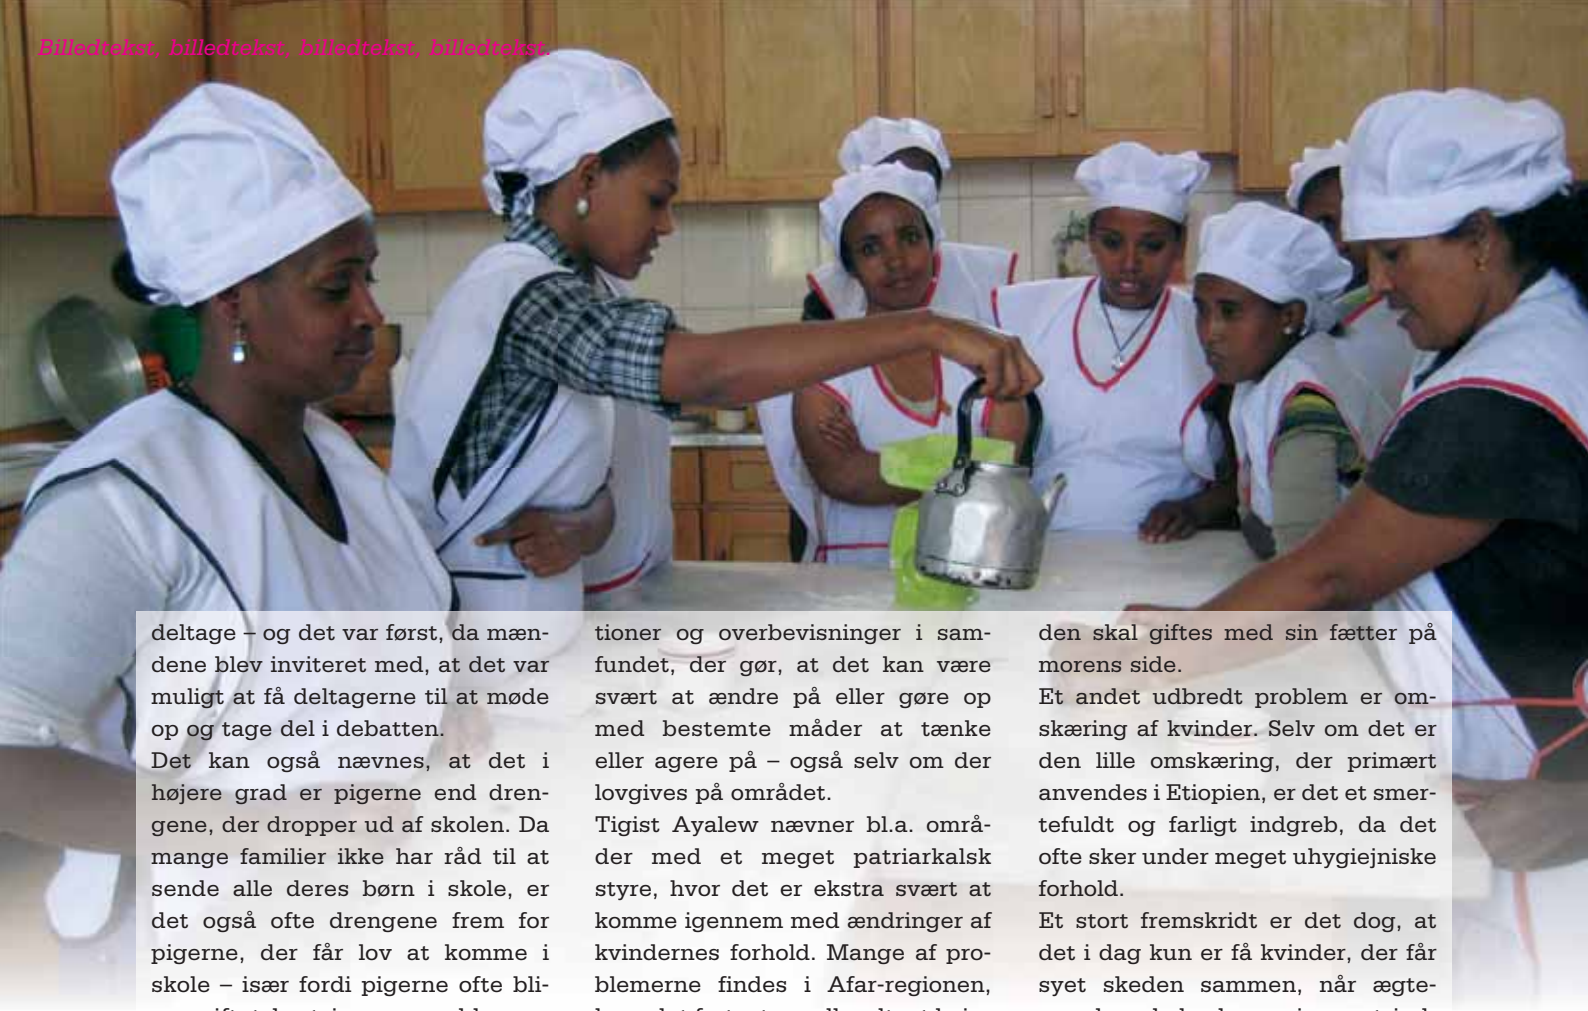 Billedtekst, billedtekst, billedtekst, billedtekst.
deltage – og det var først, da mæn-
dene blev inviteret med, at det var
muligt at få deltagerne til at møde
op og tage del i debatten.
Det kan også nævnes, at det i
højere grad er pigerne end dren-
gene, der dropper ud af skolen. Da
mange familier ikke har råd til at
sende alle deres børn i skole, er
det også ofte drengene frem for
pigerne, der får lov at komme i
skole – især fordi pigerne ofte bli-
tioner og overbevisninger i sam-
fundet, der gør, at det kan være
svært at ændre på eller gøre op
med bestemte måder at tænke
eller agere på – også selv om der
lovgives på området.
Tigist Ayalew nævner bl.a. områ-
der med et meget patriarkalsk
styre, hvor det er ekstra svært at
komme igennem med ændringer af
kvindernes forhold. Mange af pro-
blemerne findes i Afar-regionen,
den skal giftes med sin fætter på
morens side.
Et andet udbredt problem er om-
skæring af kvinder. Selv om det er
den lille omskæring, der primært
anvendes i Etiopien, er det et smer-
tefuldt og farligt indgreb, da det
ofte sker under meget uhygiejniske
forhold.
Et stort fremskridt er det dog, at
det i dag kun er få kvinder, der får
syet skeden sammen, når ægte-